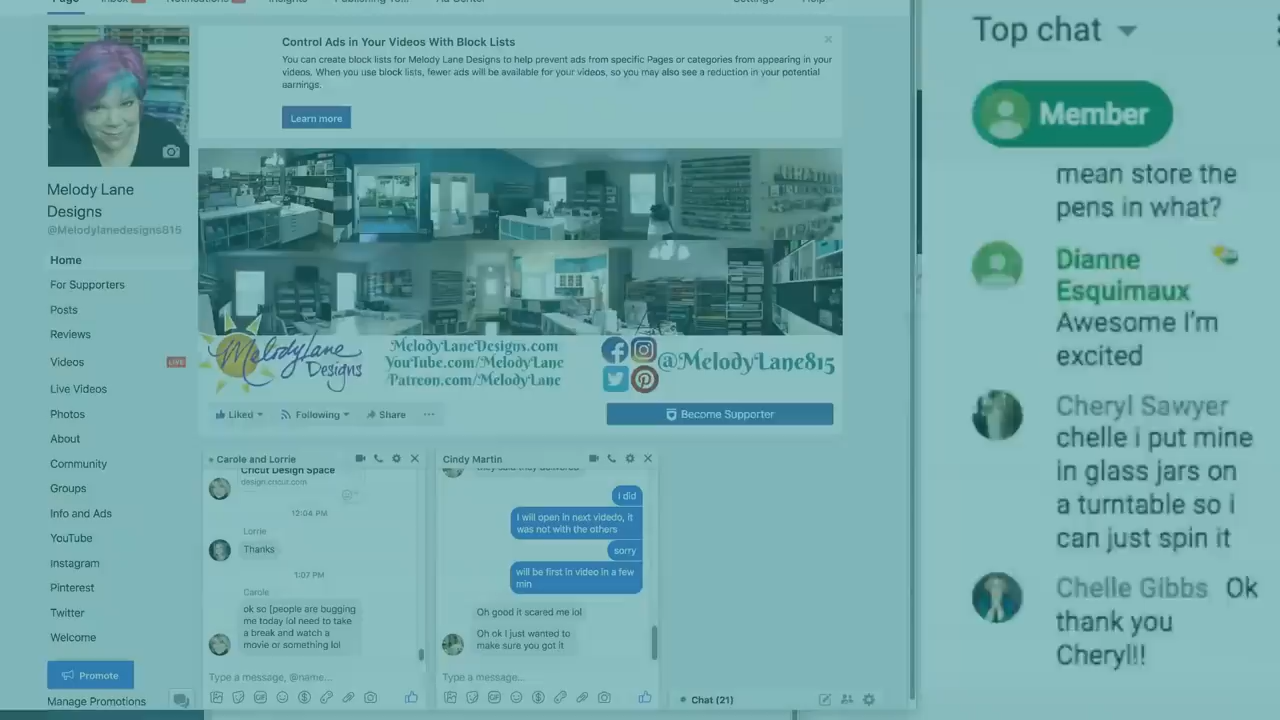 Control Ads in Your Videos With Block Lists
You can create block lists for Melody Lane Designs to help prevent ads from specific Pages or categories from appearing in your
videos. When you use block lists, fewer ads will be available for your videos, so you may also see a reduction in your potential
earnings.
Learn more
Melody Lane
Designs
@Melodylanedesigns815
Home
For Supporters
Posts
Reviews
Videos
LIVE
Live Videos
Photos
About
Community
Groups
Info and Ads
YouTube
Instagram
Pinterest
Twitter
Welcome
Promote
Manage Promotions
MelodyLane
Designs
MelodyLaneDesigns.com
YouTube.com/MelodyLane
Patreon.com/MelodyLane
@MelodyLane815
Liked
Following
Share
Become Supporter
Carole and Lorrie
Cricut Design Space
design.cricut.com
12:04 PM
Lorrie
Thanks
1:07 PM
Carole
ok so [people are bugging
me today lol need to take
a break and watch a
movie or something lol
Type a message, @name...
Cindy Martin
they said they delivered
I did
I will open in next videdo, it
was not with the others
sorry
will be first in video in a few
min
Oh good it scared me lol
Oh ok I just wanted to
make sure you got it
Type a message...
Chat (21)
Top chat
Member
mean store the
pens in what?
Dianne
Esquimaux
Awesome I'm
excited
Cheryl Sawyer
chelle i put mine
in glass jars on
a turntable so i
can just spin it
Chelle Gibbs Ok
thank you
Cheryl!!